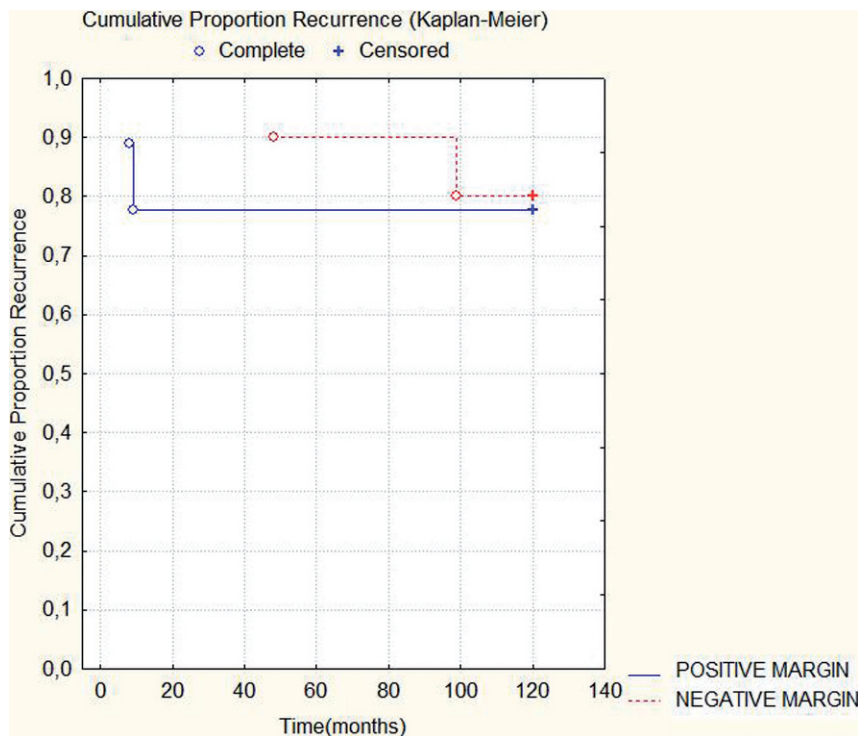 Cumulative Proportion Recurrence (Kaplan-Meier)
Complete Censored
Cumulative Proportion Recurrence
1,0
0,9
0,8
0,7
0,6
0,5
0,4
0,3
0,2
0,1
0,0
0 20 40 60 80 100 120 140
Time(months)
POSITIVE MARGIN
NEGATIVE MARGIN